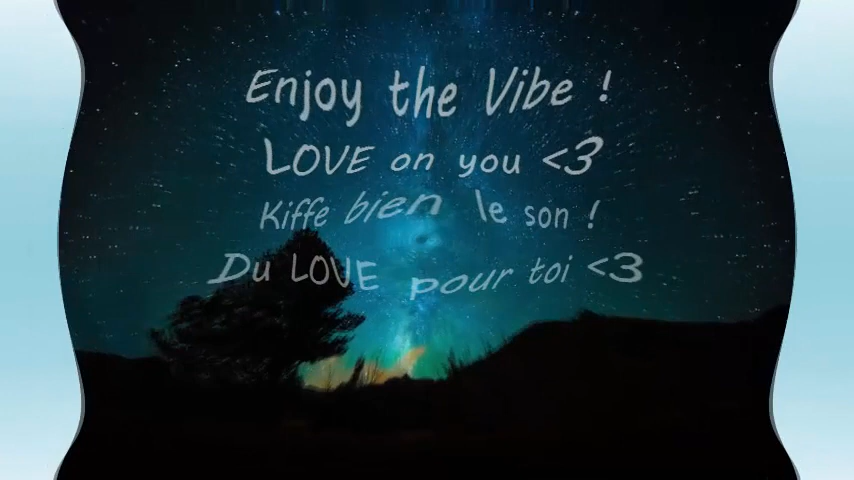 Enjoy the Vibe !
LOVE on you <3
Kiffe bien le son !
Du LOVE pour toi <3